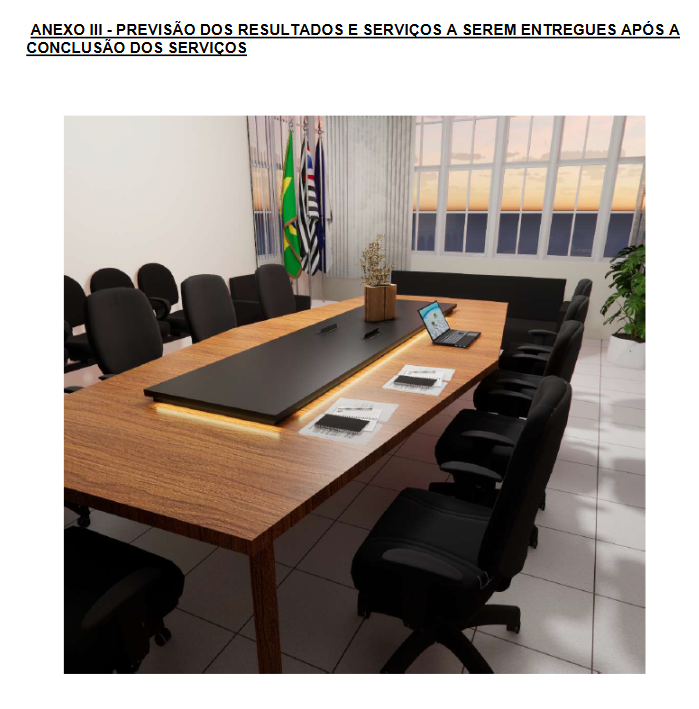 ANEXO III - PREVISÃO DOS RESULTADOS E SERVIÇOS A SEREM ENTREGUES APÓS A
CONCLUSÃO DOS SERVIÇOS